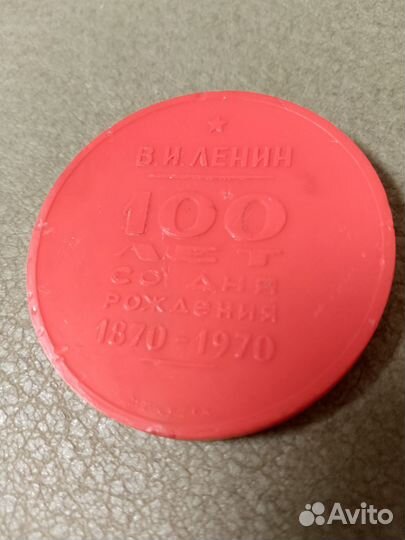 В.И.ЛЕНИН
100
ЛЕТ
СО ДНЯ
РОЖДЕНИЯ
1870-1970
Avito